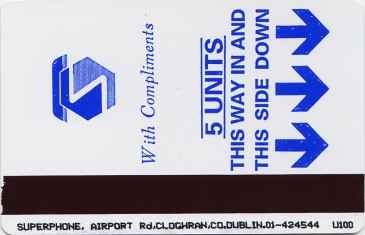 With Compliments
5 UNITS
THIS WAY IN AND
THIS SIDE DOWN
SUPERPHONE, AIRPORT Rd,CLOGHRAN,CO.DUBLIN.01-424544 U100